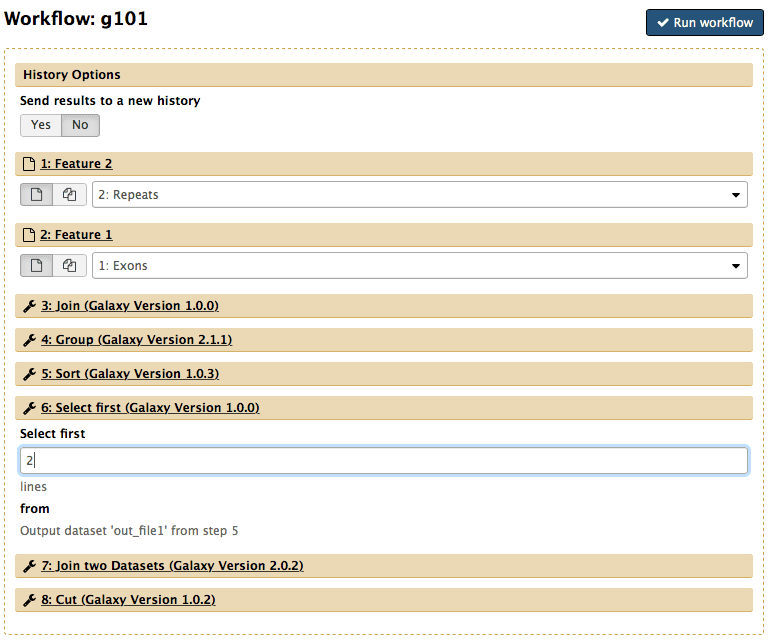 Workflow: g101
Run workflow
History Options
Send results to a new history
Yes No
1: Feature 2
2: Repeats
2: Feature 1
1: Exons
3: Join (Galaxy Version 1.0.0)
4: Group (Galaxy Version 2.1.1)
5: Sort (Galaxy Version 1.0.3)
6: Select first (Galaxy Version 1.0.0)
Select first
2
lines
from
Output dataset 'out_file1' from step 5
7: Join two Datasets (Galaxy Version 2.0.2)
8: Cut (Galaxy Version 1.0.2)